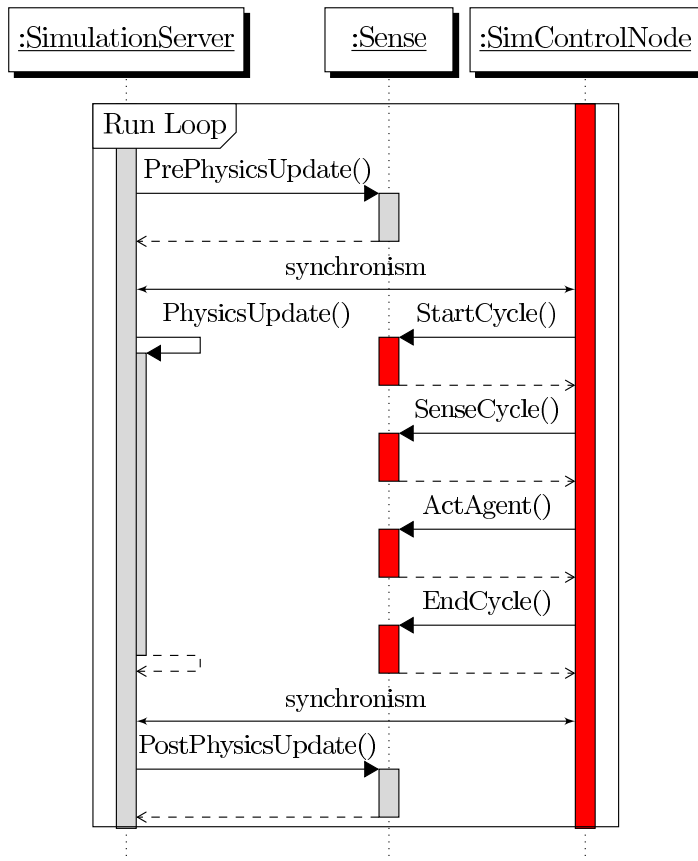 :SimulationServer
:Sense
:SimControlNode
Run Loop
PrePhysicsUpdate()
synchronism
PhysicsUpdate()
StartCycle()
SenseCycle()
ActAgent()
EndCycle()
synchronism
PostPhysicsUpdate()